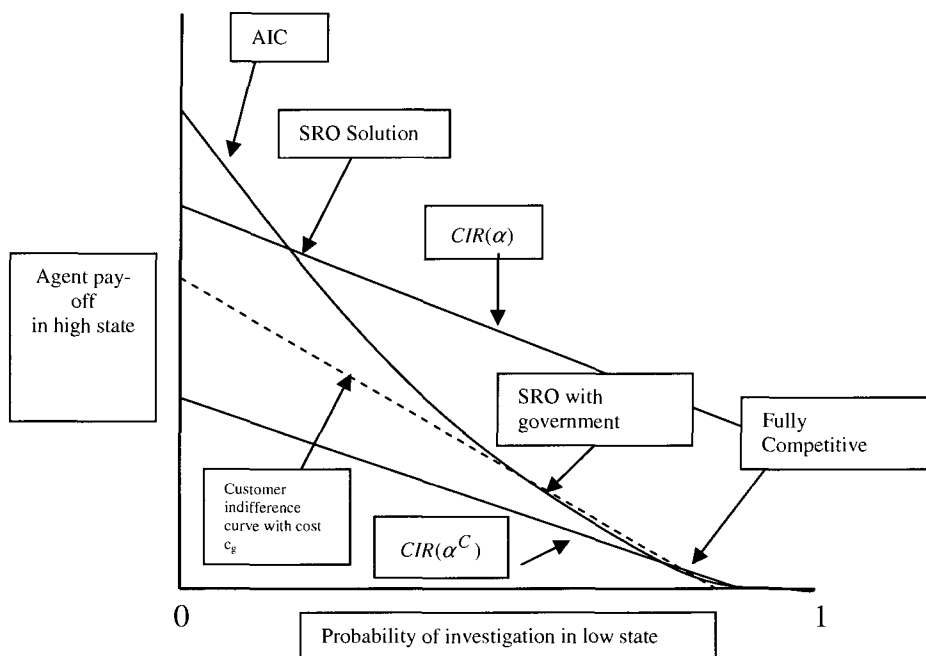 AIC
SRO Solution
CIR(α)
Agent pay-
off
in high state
SRO with
government
Fully
Competitive
Customer
indifference
curve with cost
c_g
CIR(α^C)
0
1
Probability of investigation in low state